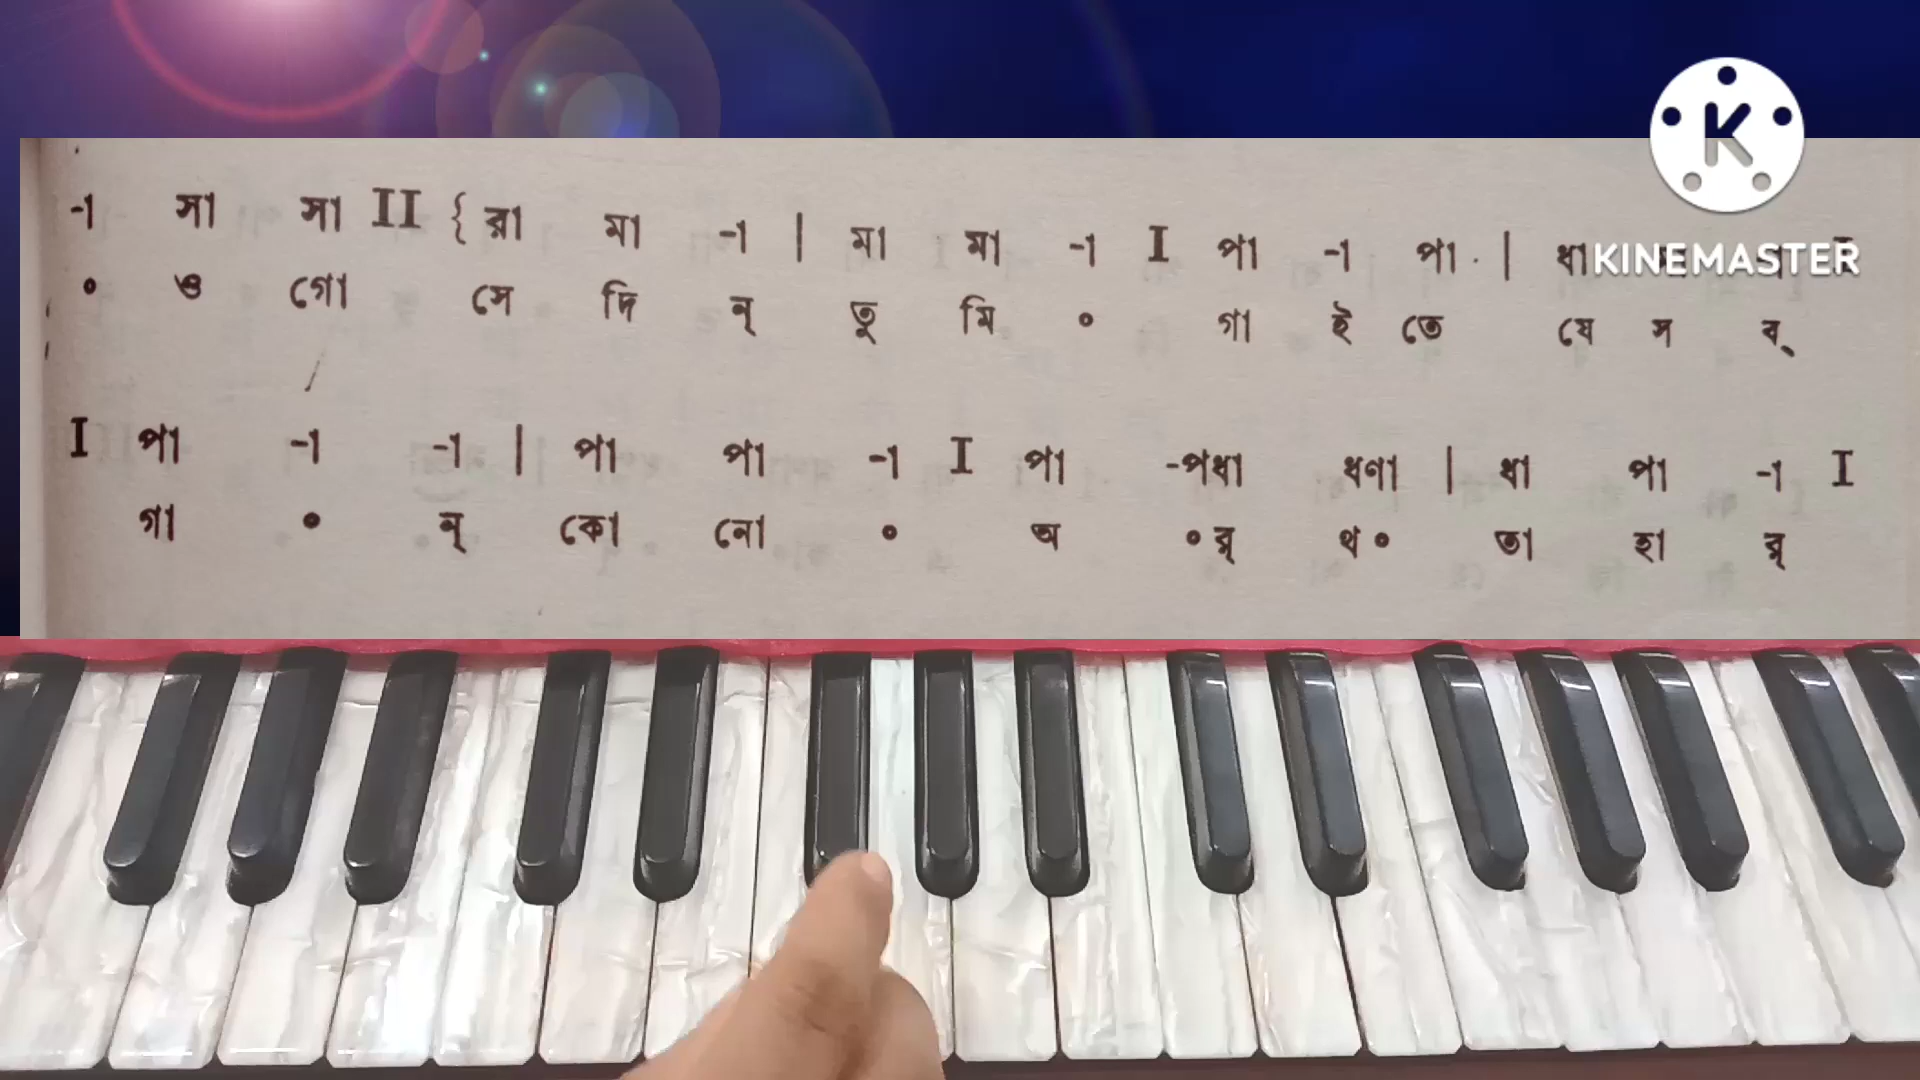 -া সা সা II {রা মা -া | মা মা -া I পা -া পা | ধা
০ ও গো সে দি ন্ তু মি ০ গা ই তে যে স ব্
I পা -া -া | পা পা -া I পা -পধা ধণা | ধা পা -া I
গা ০ ন্ কো নো ০ অ ০র্ থ০ তা হা র্
K
KINEMASTER